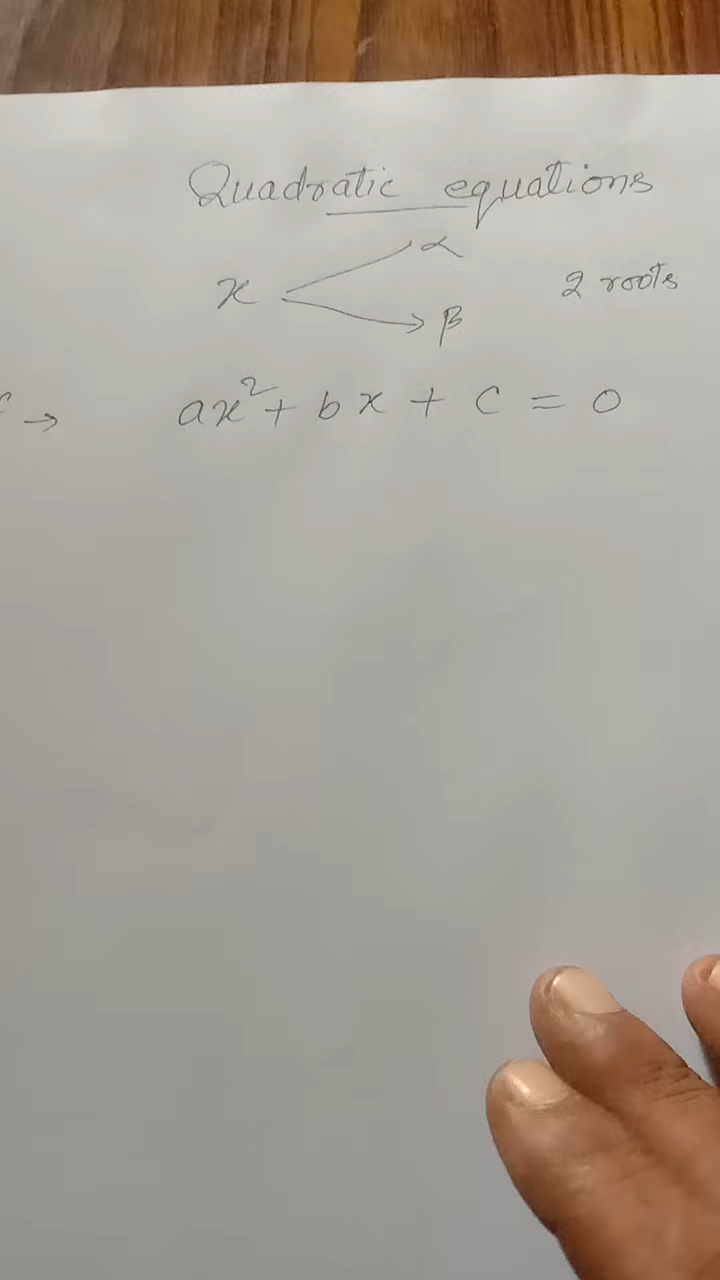 Quadratic equations
α
x 2 roots
β
→ ax² + bx + c = 0